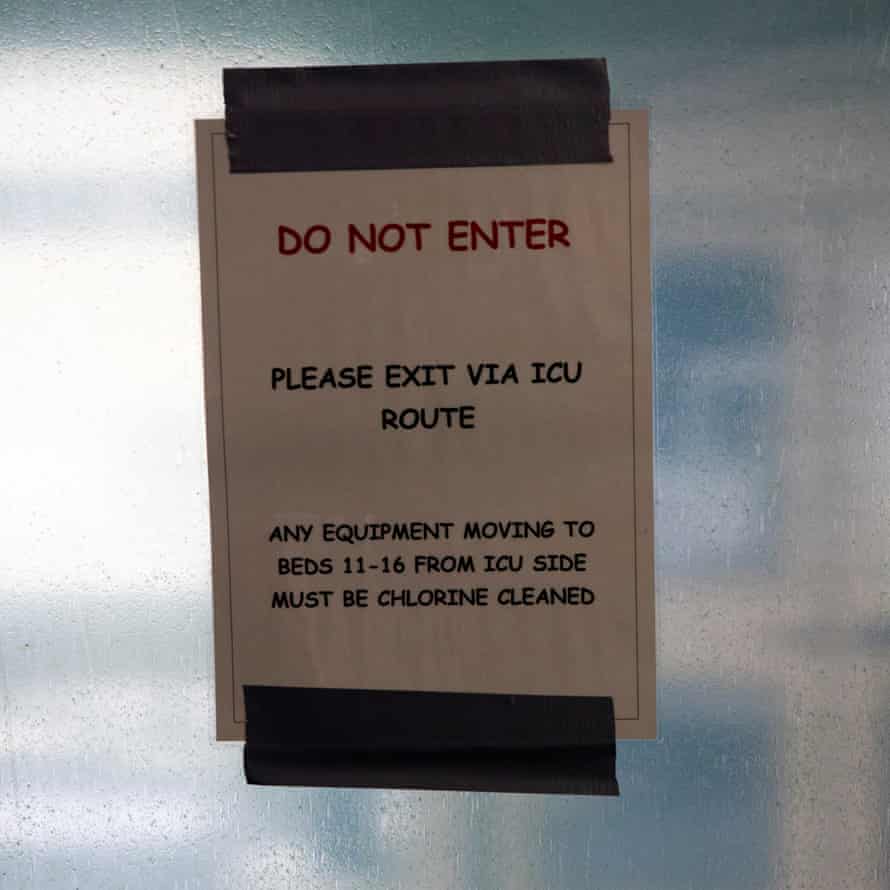 DO NOT ENTER
PLEASE EXIT VIA ICU
ROUTE
ANY EQUIPMENT MOVING TO
BEDS 11-16 FROM ICU SIDE
MUST BE CHLORINE CLEANED